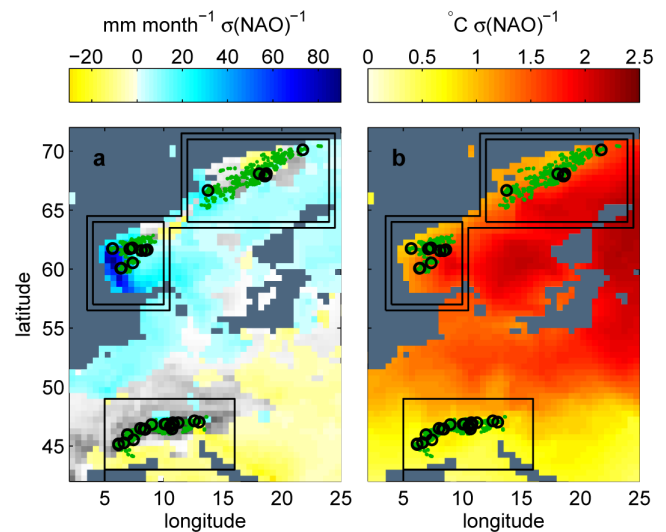 mm month⁻¹ σ(NAO)⁻¹
°C σ(NAO)⁻¹
−20 0 20 40 60 80
0 0.5 1 1.5 2 2.5
a
b
70
65
60
55
50
45
latitude
5 10 15 20 25
5 10 15 20 25
longitude
longitude